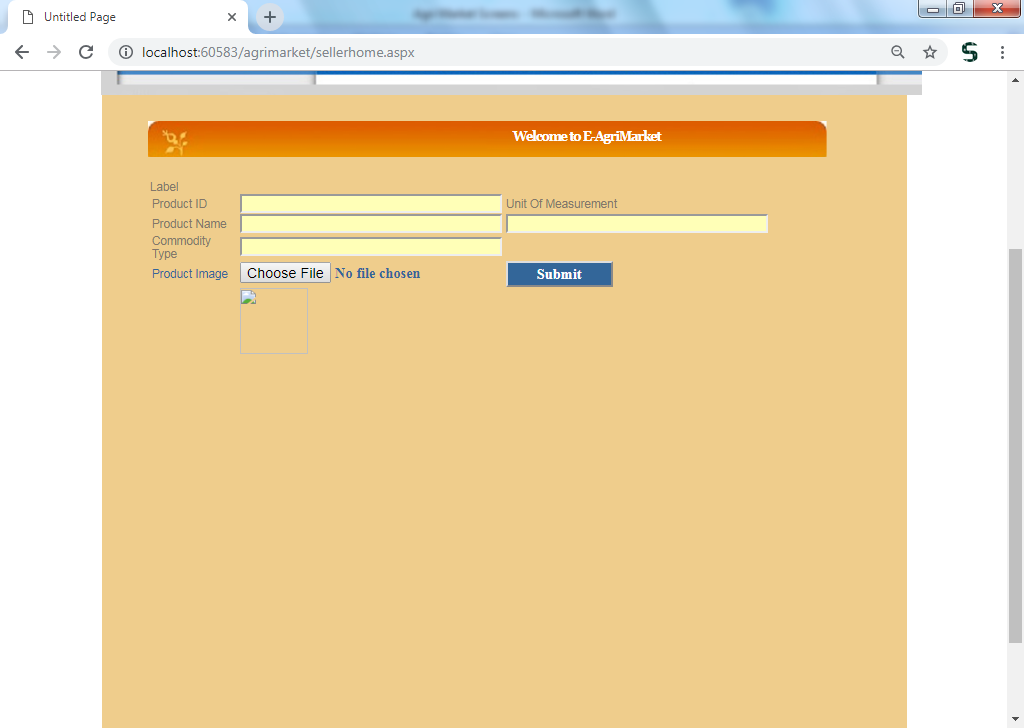 Agri Market Screens - Microsoft Word
Untitled Page
localhost:60583/agrimarket/sellerhome.aspx
Welcome to E-AgriMarket
Label
Product ID
Unit Of Measurement
Product Name
Commodity
Type
Product Image
Choose File No file chosen
Submit